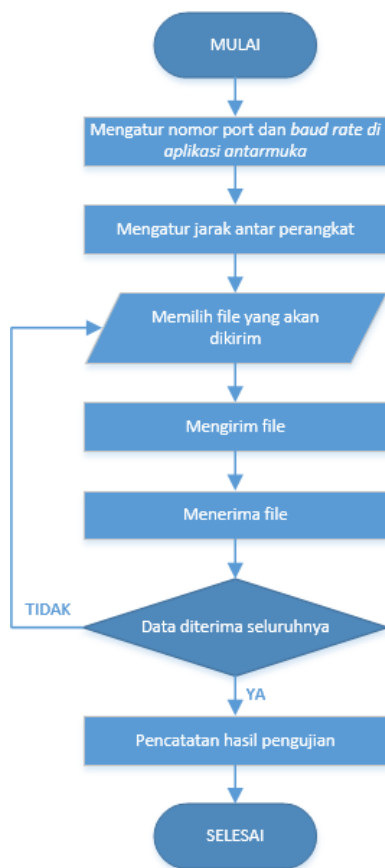 MULAI
Mengatur nomor port dan baud rate di
aplikasi antarmuka
Mengatur jarak antar perangkat
Memilih file yang akan
dikirim
Mengirim file
Menerima file
TIDAK
Data diterima seluruhnya
YA
Pencatatan hasil pengujian
SELESAI